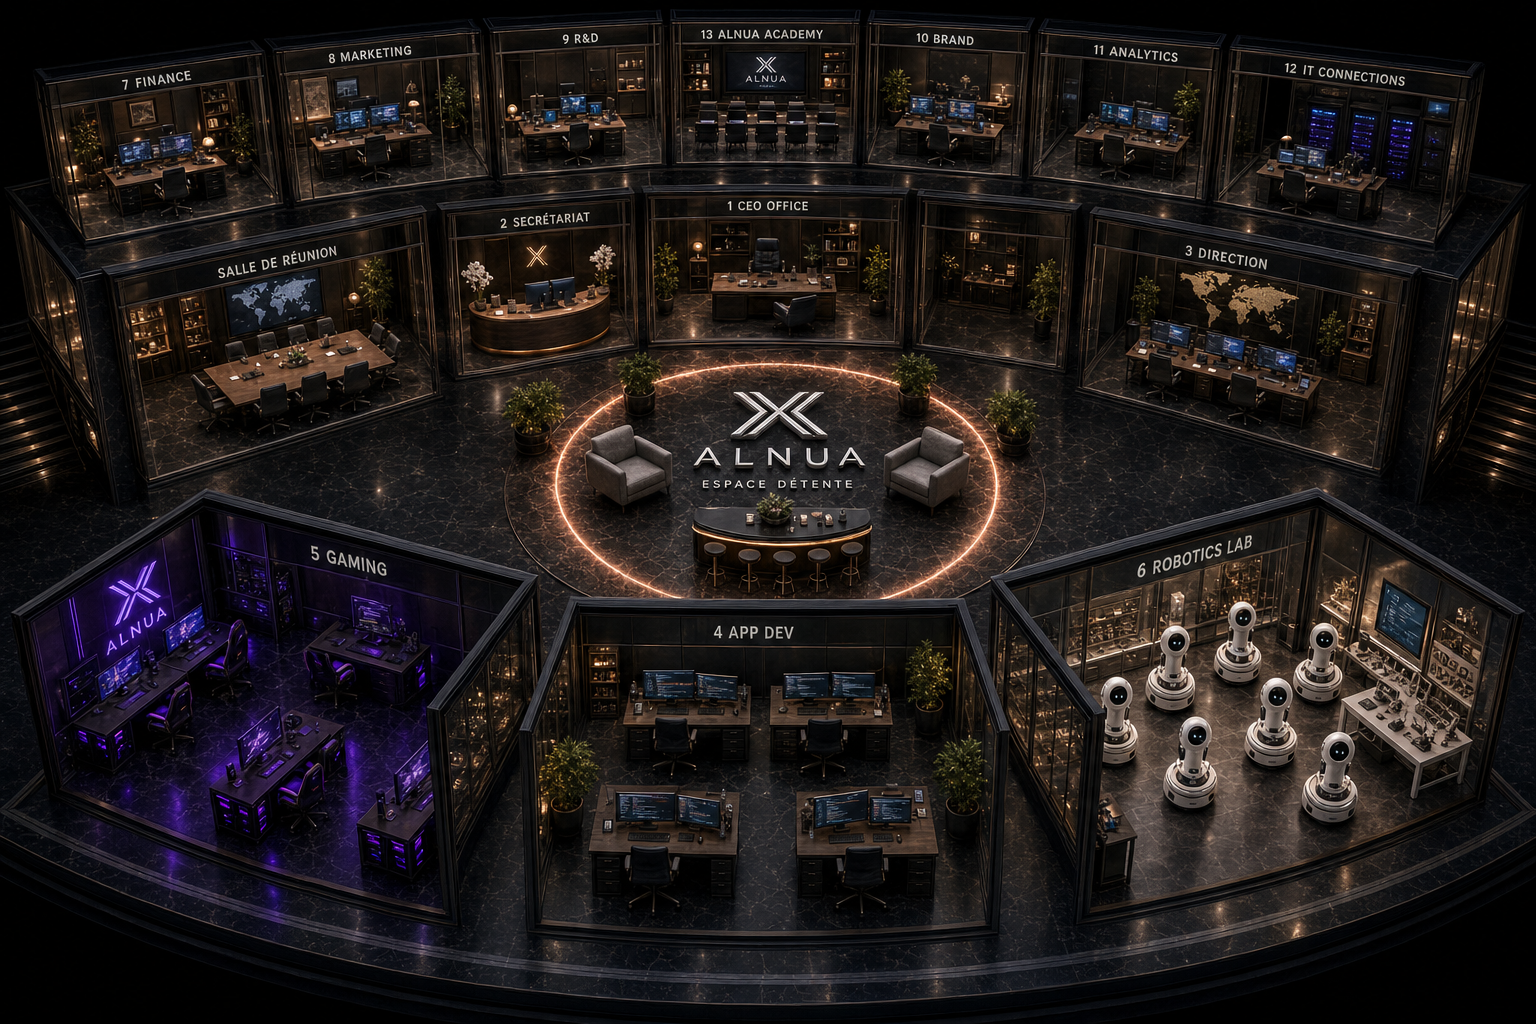 7 FINANCE
8 MARKETING
9 R&D
13 ALNUA ACADEMY
ALNUA
10 BRAND
11 ANALYTICS
12 IT CONNECTIONS
SALLE DE RÉUNION
2 SECRÉTARIAT
1 CEO OFFICE
3 DIRECTION
ALNUA
ESPACE DÉTENTE
5 GAMING
ALNUA
4 APP DEV
6 ROBOTICS LAB